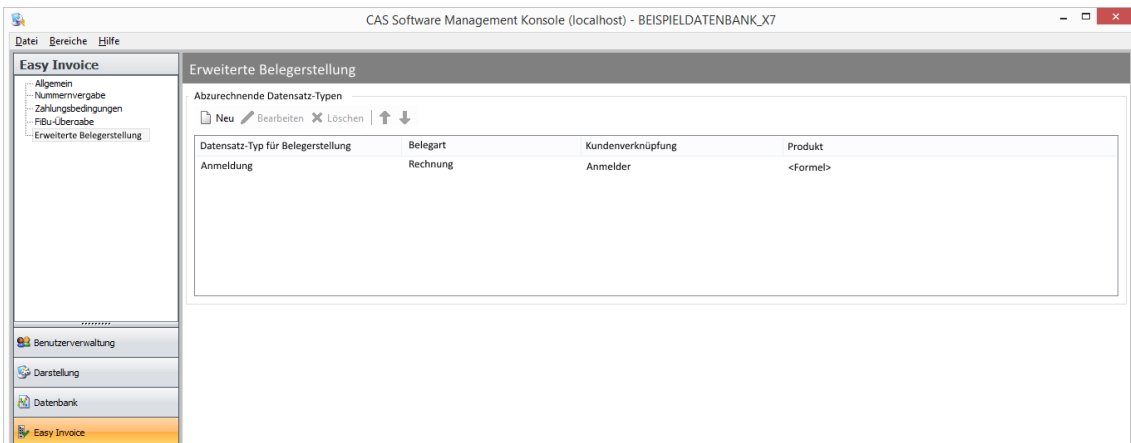 CAS Software Management Konsole (localhost) - BEISPIELDATENBANK_X7
Datei Bereiche Hilfe
Easy Invoice
Allgemein
Nummernvergabe
Zahlungsbedingungen
FiBu-Übergabe
Erweiterte Belegerstellung
Erweiterte Belegerstellung
Abzurechnende Datensatz-Typen
Neu Bearbeiten Löschen
Datensatz-Typ für Belegerstellung Belegart Kundenverknüpfung Produkt
Anmeldung Rechnung Anmelder <Formel>
Benutzerverwaltung
Darstellung
Datenbank
Easy Invoice